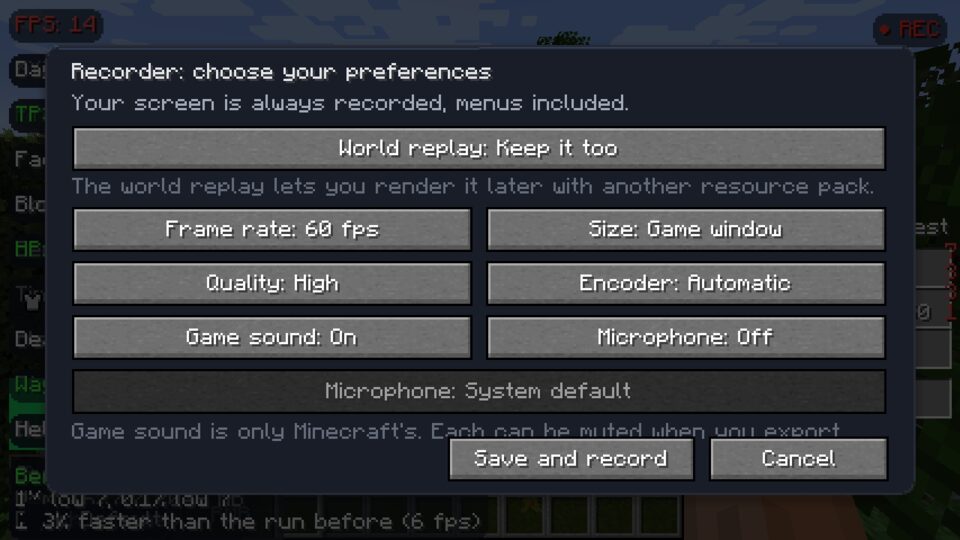 FPS: 14
REC
Recorder: choose your preferences
Your screen is always recorded, menus included.
World replay: Keep it too
The world replay lets you render it later with another resource pack.
Frame rate: 60 fps
Size: Game window
Quality: High
Encoder: Automatic
Game sound: On
Microphone: Off
Microphone: System default
Game sound is only Minecraft's. Each can be muted when you export
Save and record
Cancel
faster than the run before (6 fps)